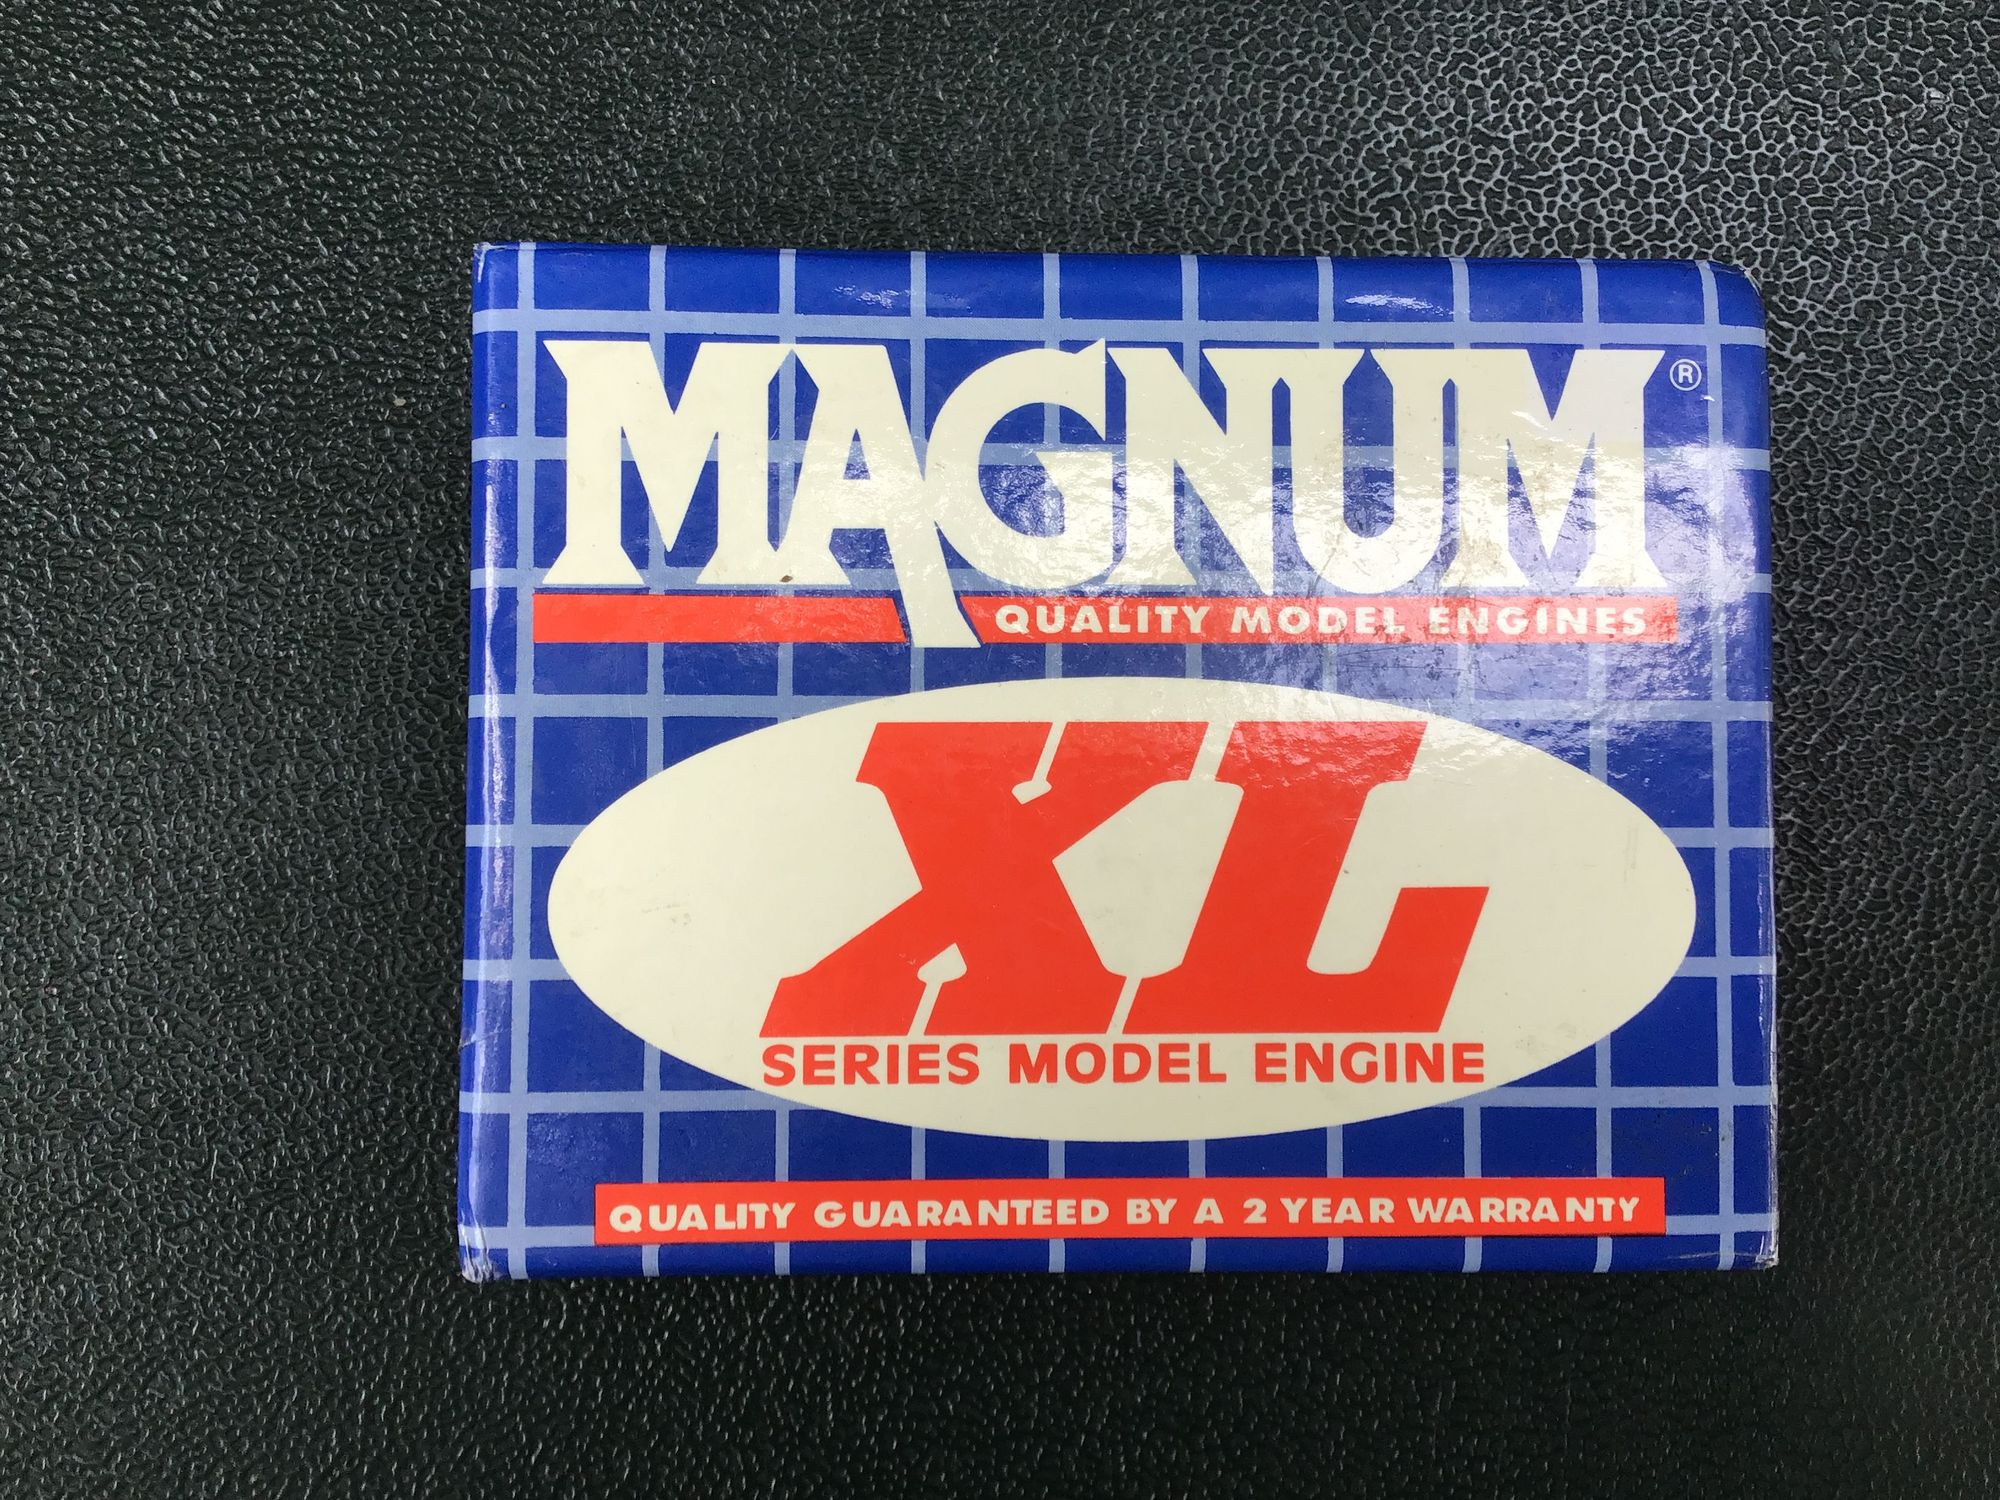 MAGNUM®
QUALITY MODEL ENGINES
XL
SERIES MODEL ENGINE
QUALITY GUARANTEED BY A 2 YEAR WARRANTY